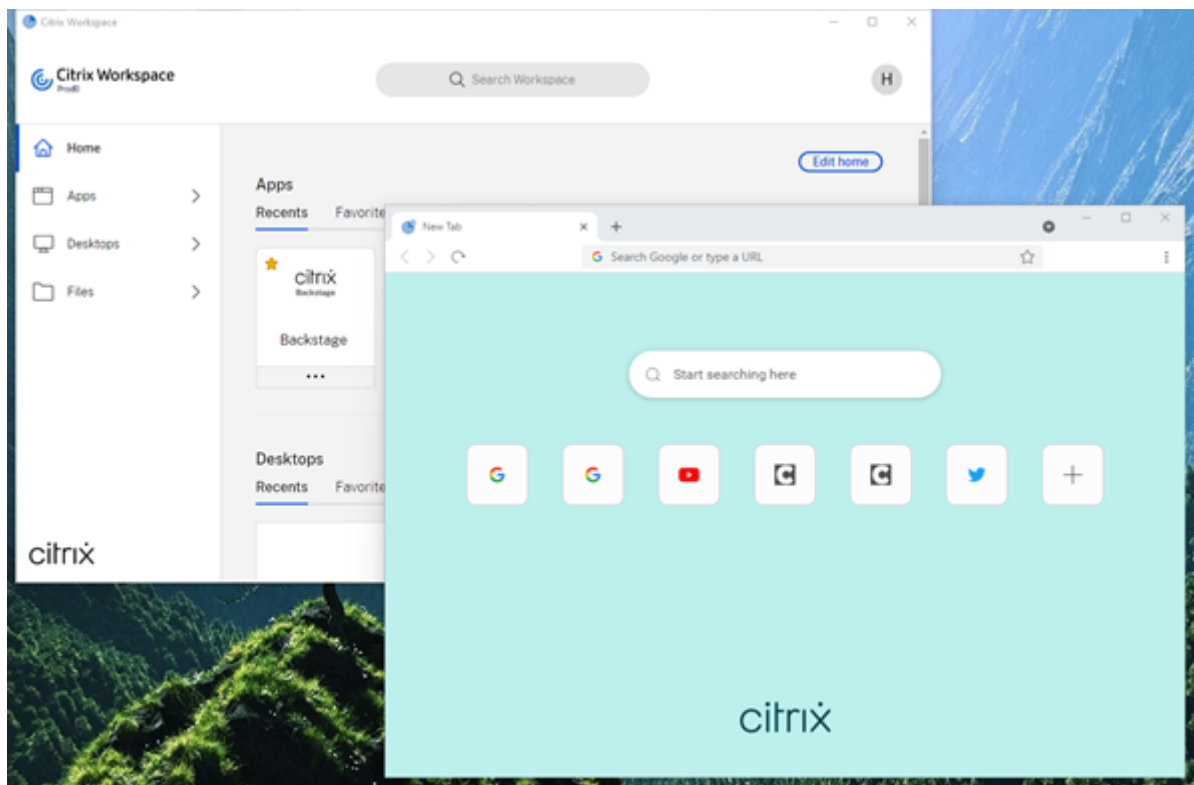 Citrix Workspace
Citrix Workspace
Search Workspace
H
Home
Edit home
Apps
Apps
Recents Favorite
Desktops
Files
New Tab
Search Google or type a URL
citrix
Backstage
Backstage
Start searching here
Desktops
Recents Favorite
citrix
citrix